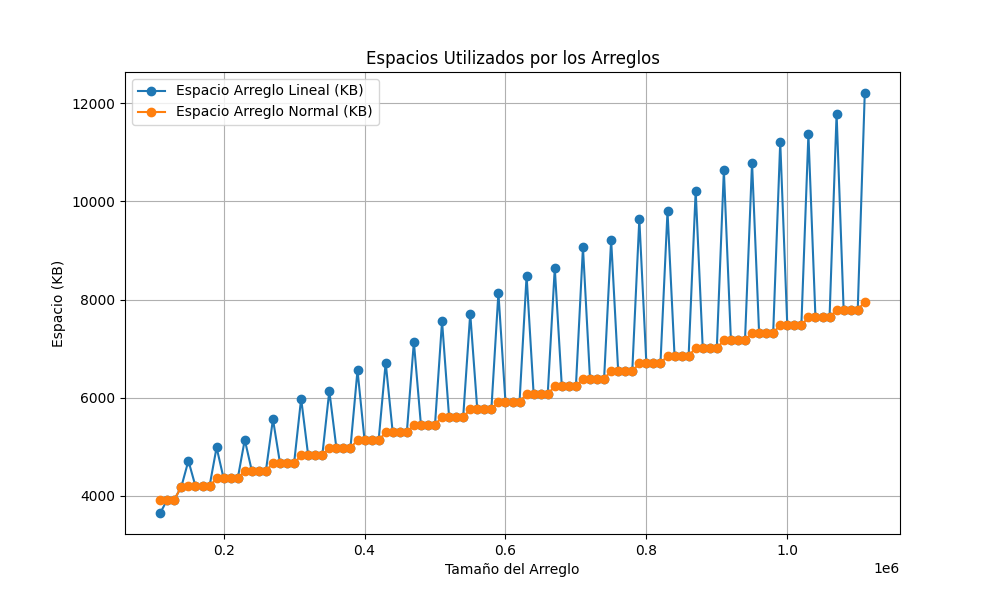 Espacios Utilizados por los Arreglos
Espacio Arreglo Lineal (KB)
Espacio Arreglo Normal (KB)
Espacio (KB)
12000
10000
8000
6000
4000
0.2 0.4 0.6 0.8 1.0
1e6
Tamaño del Arreglo